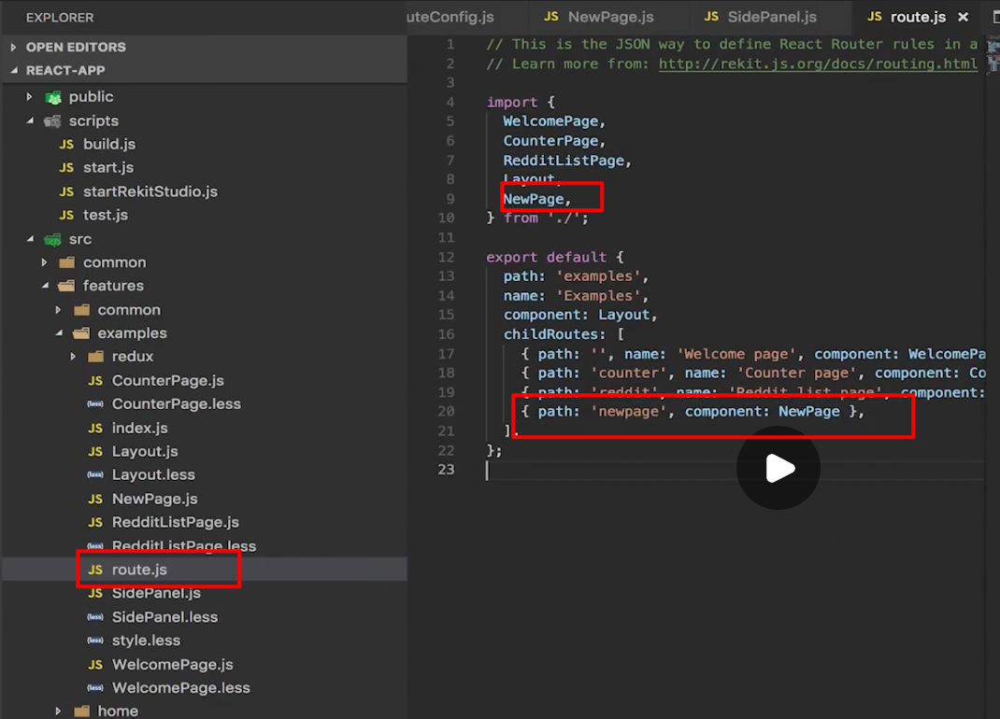 EXPLORER
OPEN EDITORS
REACT-APP
public
scripts
JS build.js
JS start.js
JS startRekitStudio.js
JS test.js
src
common
features
common
examples
redux
JS CounterPage.js
{less} CounterPage.less
JS index.js
JS Layout.js
{less} Layout.less
JS NewPage.js
JS RedditListPage.js
{less} RedditListPage.less
JS route.js
JS SidePanel.js
{less} SidePanel.less
{less} style.less
JS WelcomePage.js
{less} WelcomePage.less
home
uteConfig.js JS NewPage.js JS SidePanel.js JS route.js ×
1 // This is the JSON way to define React Router rules in a
2 // Learn more from: http://rekit.js.org/docs/routing.html
3
4 import {
5 WelcomePage,
6 CounterPage,
7 RedditListPage,
8 Layout,
9 NewPage,
10 } from './';
11
12 export default {
13 path: 'examples',
14 name: 'Examples',
15 component: Layout,
16 childRoutes: [
17 { path: '', name: 'Welcome page', component: WelcomePa
18 { path: 'counter', name: 'Counter page', component: Co
19 { path: 'reddit', name: 'Reddit list page', component:
20 { path: 'newpage', component: NewPage },
21 ],
22 };
23